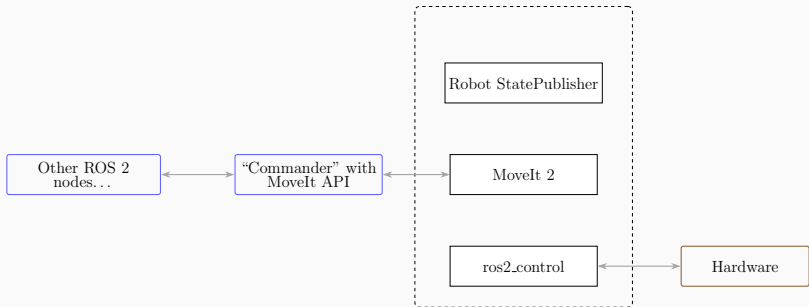 Robot StatePublisher
Other ROS 2
nodes...
“Commander” with
MoveIt API
MoveIt 2
ros2_control
Hardware